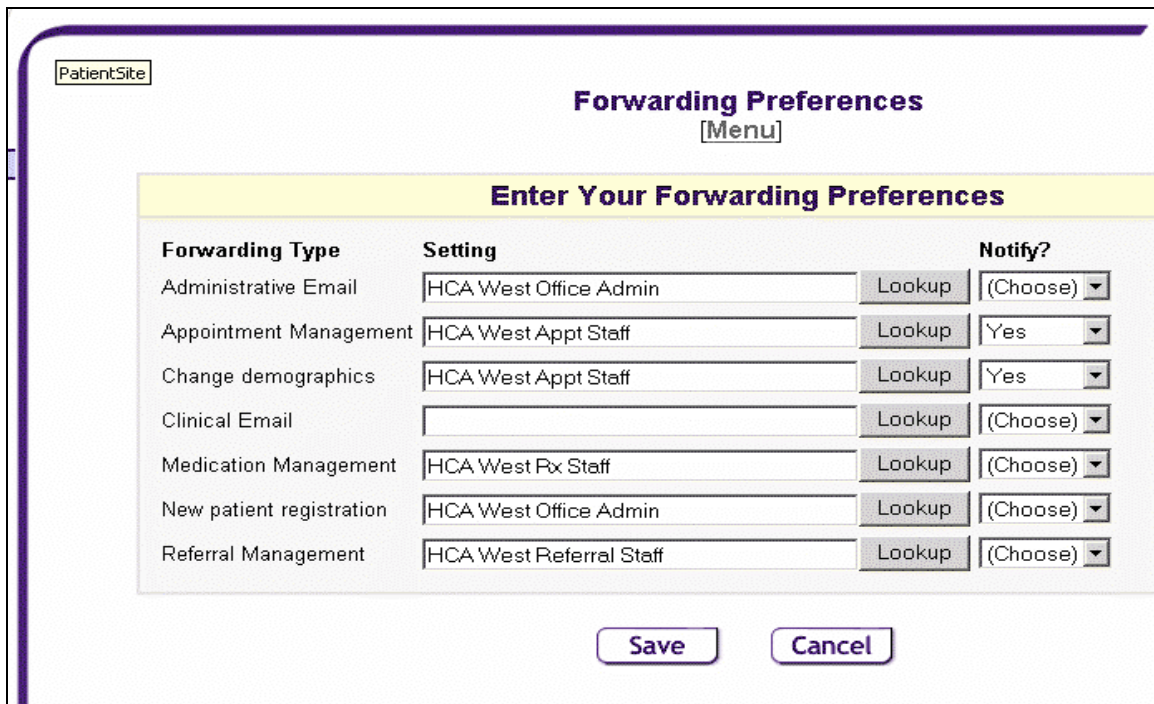 PatientSite
Forwarding Preferences
[Menu]
Enter Your Forwarding Preferences
Forwarding Type Setting Notify?
Administrative Email HCA West Office Admin Lookup (Choose)
Appointment Management HCA West Appt Staff Lookup Yes
Change demographics HCA West Appt Staff Lookup Yes
Clinical Email Lookup (Choose)
Medication Management HCA West Rx Staff Lookup (Choose)
New patient registration HCA West Office Admin Lookup (Choose)
Referral Management HCA West Referral Staff Lookup (Choose)
Save Cancel